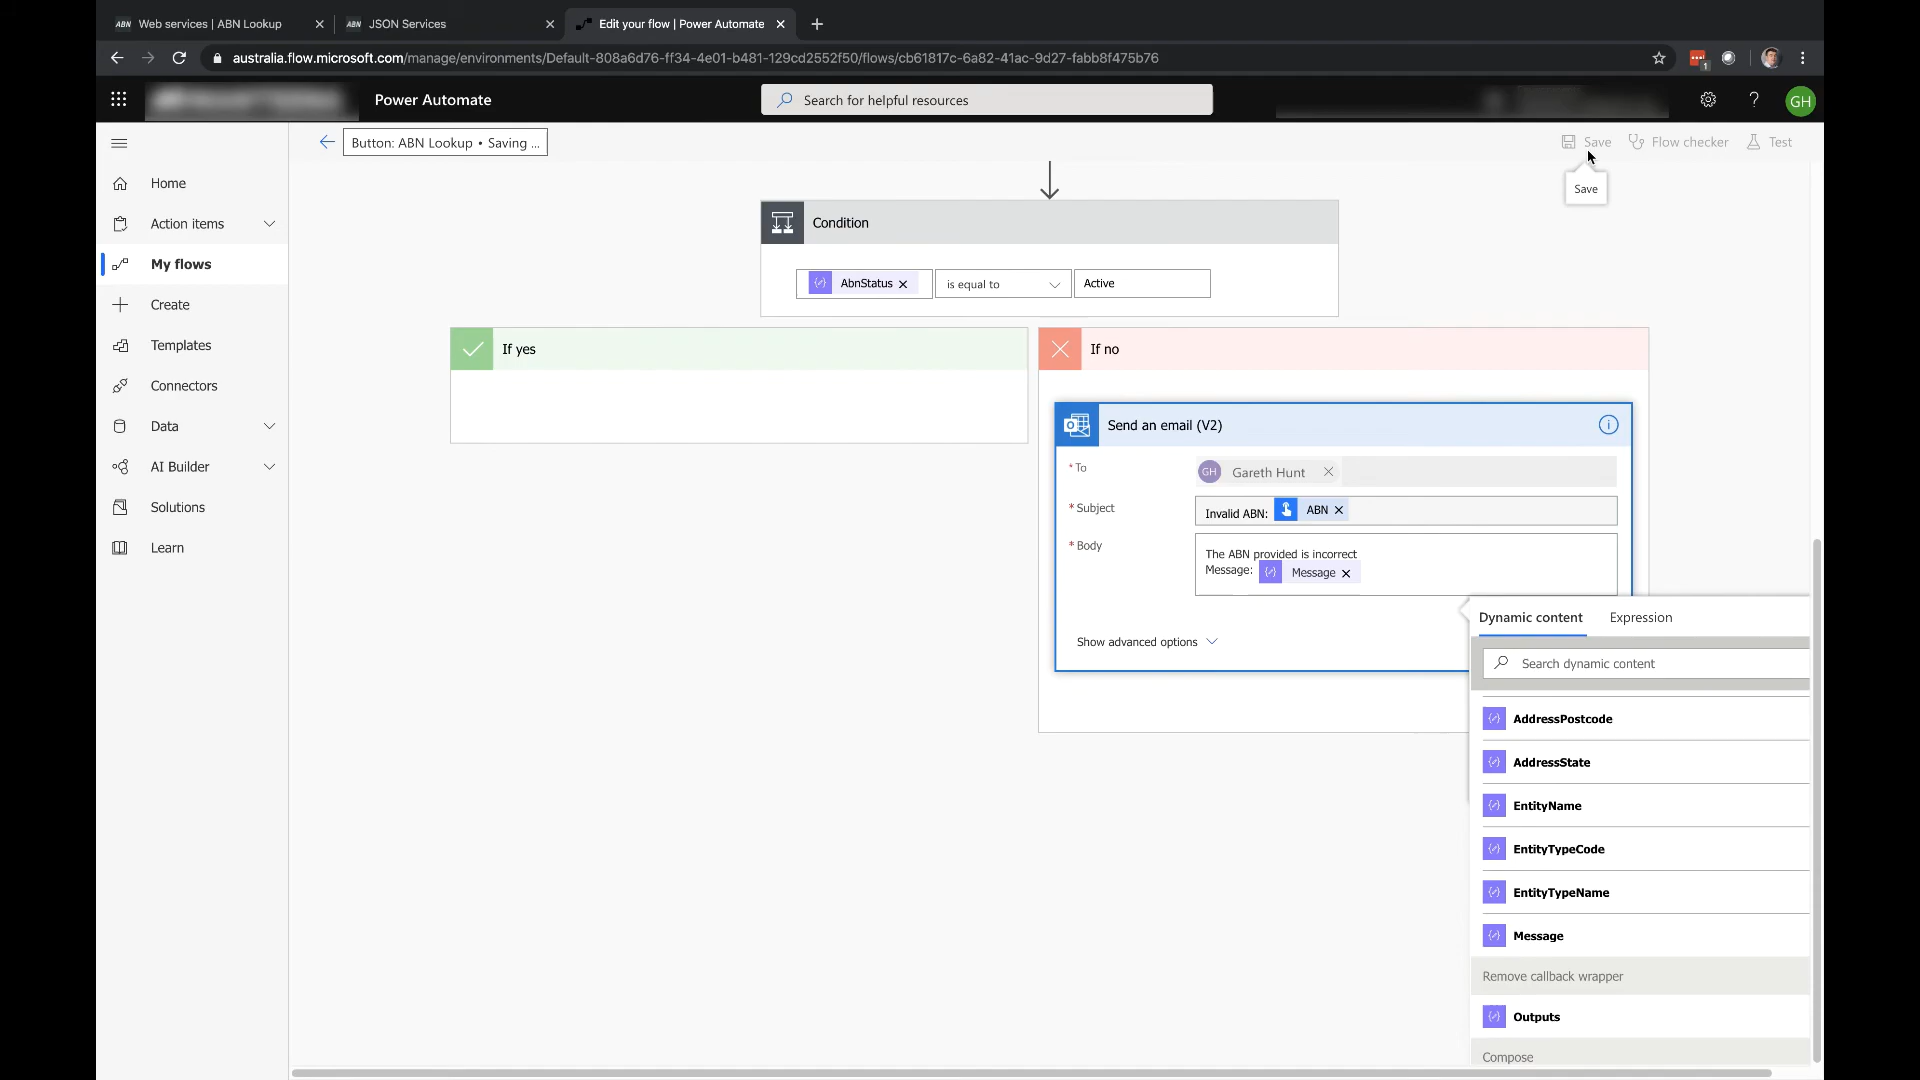 ABN Web services | ABN Lookup
ABN JSON Services
Edit your flow | Power Automate
australia.flow.microsoft.com/manage/environments/Default-808a6d76-ff34-4e01-b481-129cd2552f50/flows/cb61817c-6a82-41ac-9d27-fabb8f475b76
1
Power Automate
Search for helpful resources
?
GH
Button: ABN Lookup • Saving ...
Save
Flow checker
Test
Save
Home
Action items
My flows
Create
Templates
Connectors
Data
AI Builder
Solutions
Learn
Condition
AbnStatus
is equal to
Active
If yes
If no
Send an email (V2)
* To
GH Gareth Hunt
* Subject
Invalid ABN: ABN
* Body
The ABN provided is incorrect
Message: Message
Show advanced options
Dynamic content
Expression
Search dynamic content
AddressPostcode
AddressState
EntityName
EntityTypeCode
EntityTypeName
Message
Remove callback wrapper
Outputs
Compose